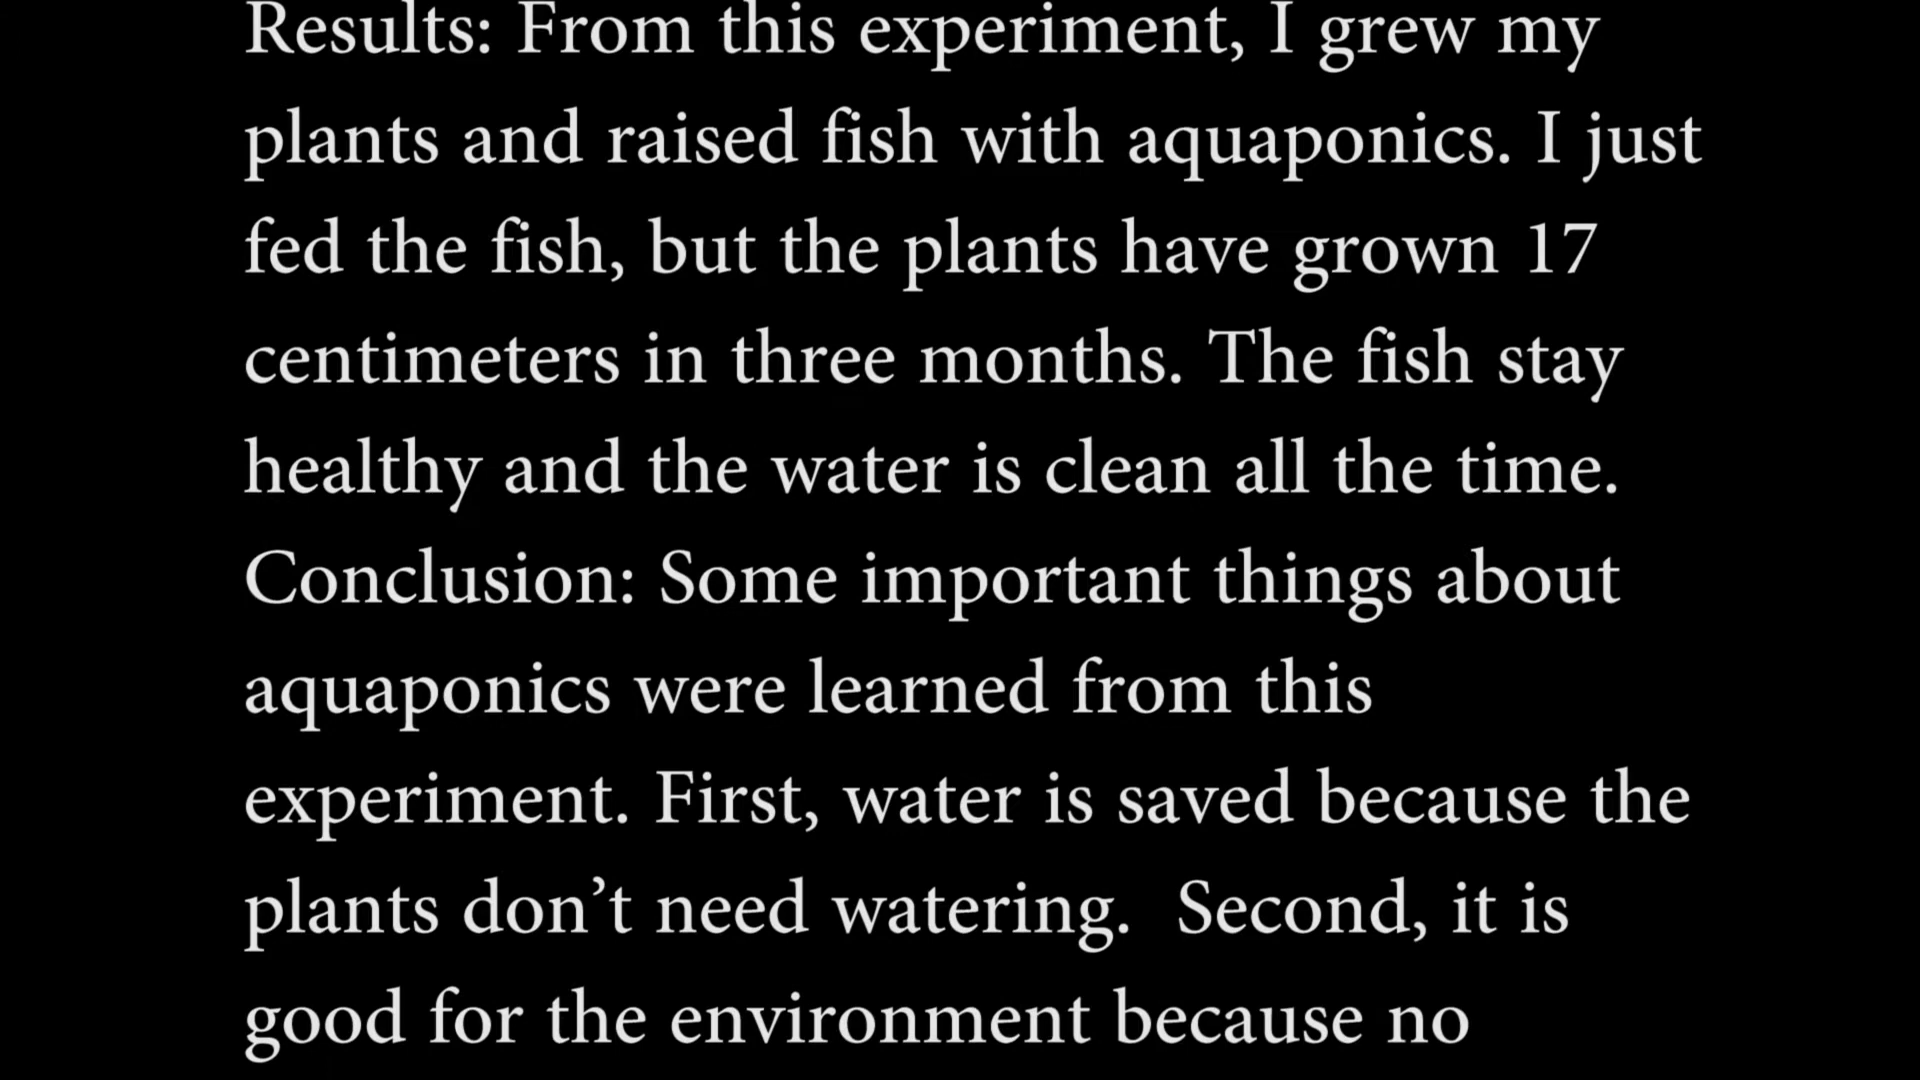 Results: From this experiment, I grew my
plants and raised fish with aquaponics. I just
fed the fish, but the plants have grown 17
centimeters in three months. The fish stay
healthy and the water is clean all the time.
Conclusion: Some important things about
aquaponics were learned from this
experiment. First, water is saved because the
plants don’t need watering.  Second, it is
good for the environment because no